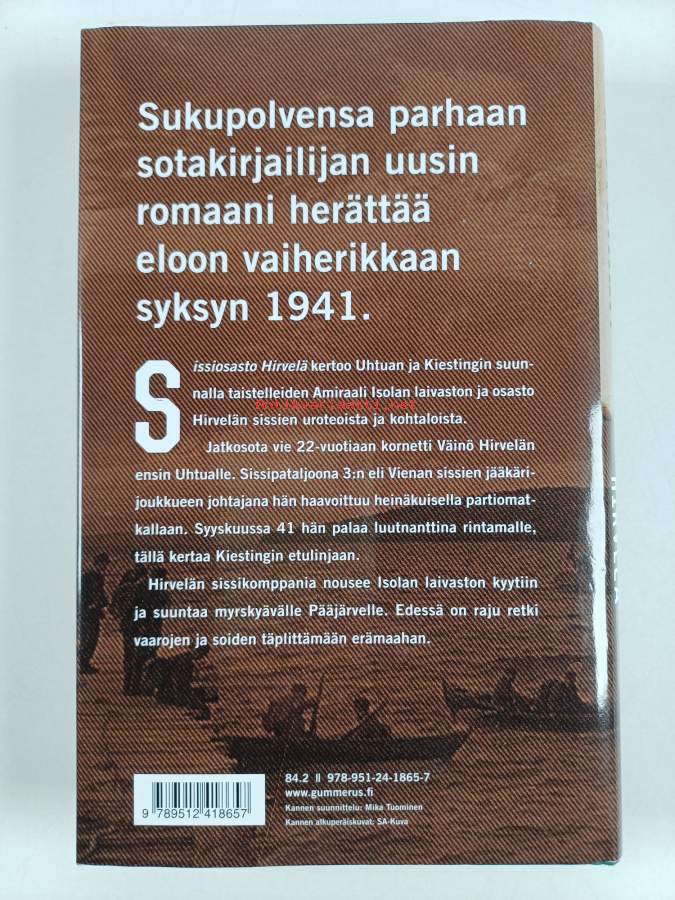 Sukupolvensa parhaan
sotakirjailijan uusin
romaani herättää
eloon vaiherikkaan
syksyn 1941.
Sissiosasto Hirvelä kertoo Uhtuan ja Kiestingin suun-
nalla taistelleiden Amiraali Isolan laivaston ja osasto
Hirvelän sissien uroteoista ja kohtaloista.
Jatkosota vie 22-vuotiaan kornetti Väinö Hirvelän
ensin Uhtualle. Sissipataljoona 3:n eli Vienan sissien jääkäri-
joukkueen johtajana hän haavoittuu heinäkuisella partiomat-
kallaan. Syyskuussa 41 hän palaa luutnanttina rintamalle,
tällä kertaa Kiestingin etulinjaan.
Hirvelän sissikomppania nousee Isolan laivaston kyytiin
ja suuntaa myrskyävälle Pääjärvelle. Edessä on raju retki
vaarojen ja soiden täplittämään erämaahan.
84.2 || 978-951-24-1865-7
www.gummerus.fi
Kannen suunnittelu: Mika Tuominen
Kannen alkuperäiskuvat: SA-Kuva
9 789512 418657